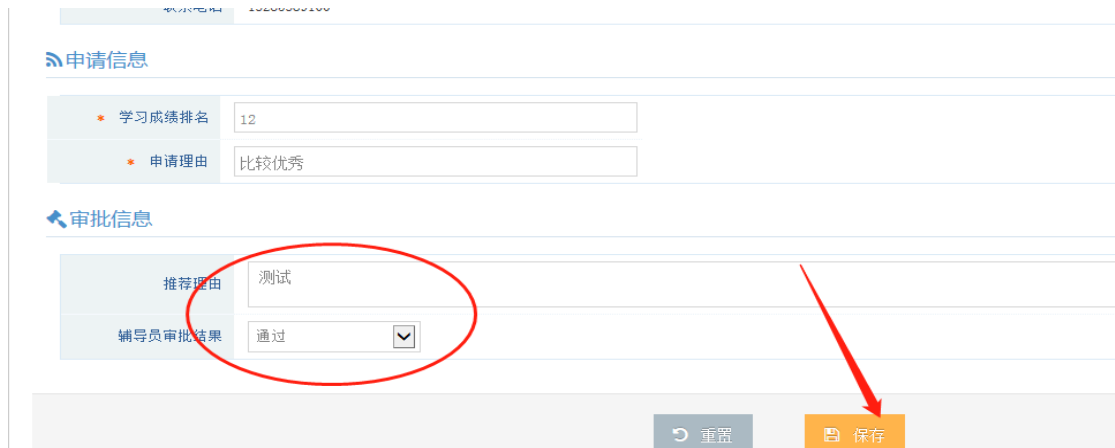 申请信息
* 学习成绩排名 12
* 申请理由 比较优秀
审批信息
推荐理由 测试
辅导员审批结果 通过
重置 保存